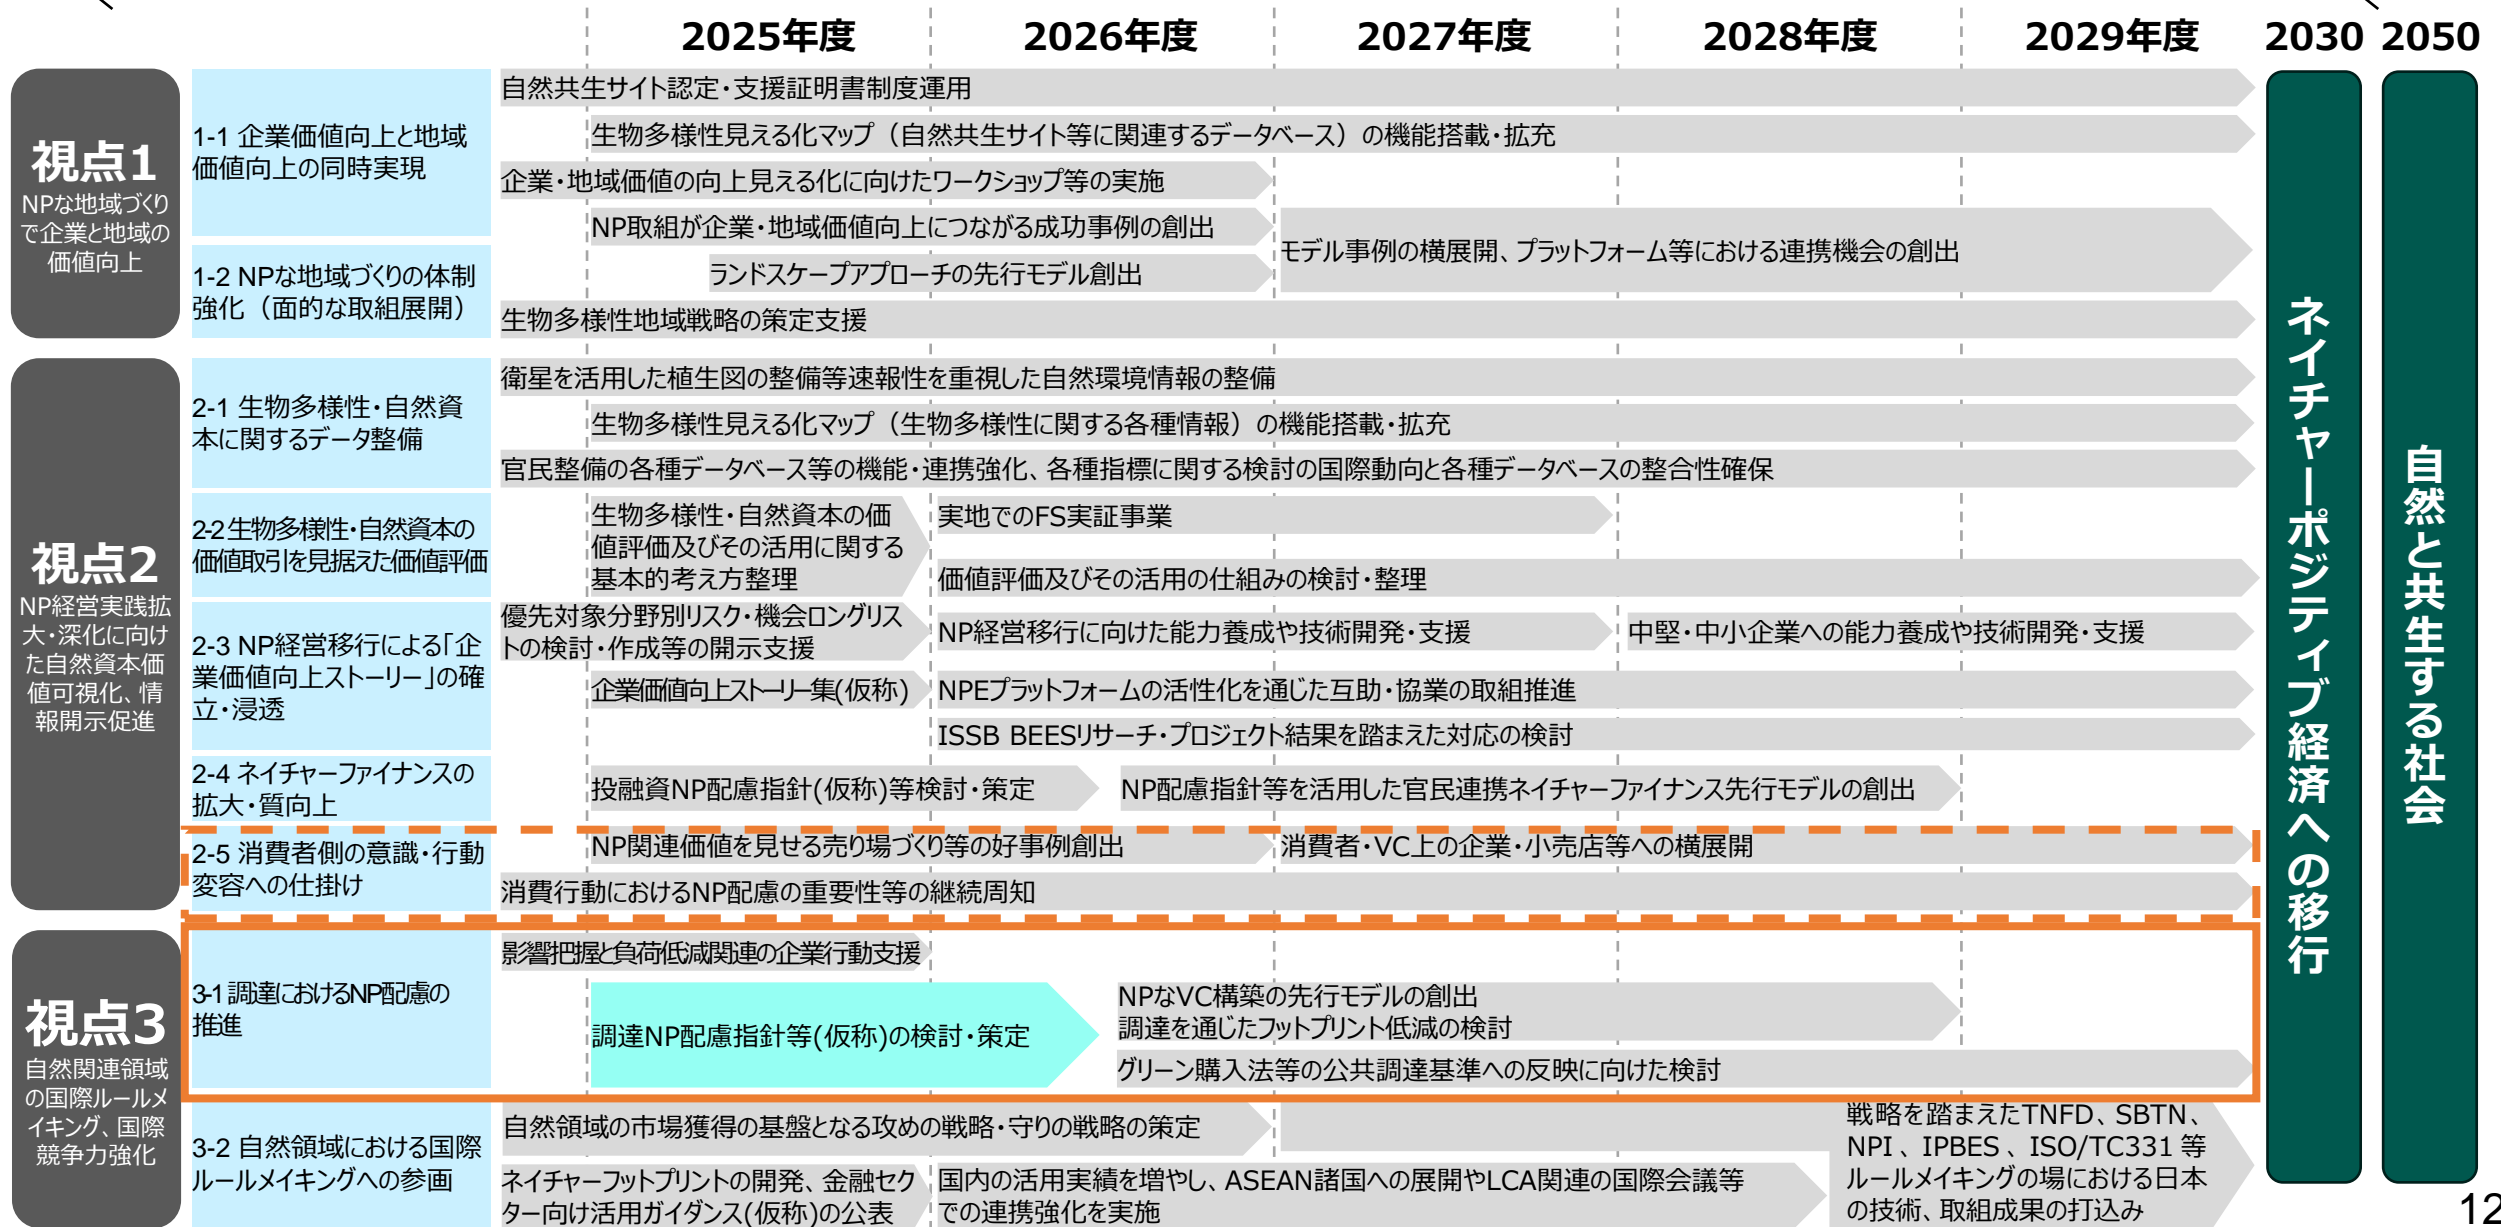 2025年度 2026年度 2027年度 2028年度 2029年度 2030 2050
視点1
NPな地域づくり
で企業と地域の
価値向上
1-1 企業価値向上と地域
価値向上の同時実現
自然共生サイト認定・支援証明書制度運用
生物多様性見える化マップ（自然共生サイト等に関連するデータベース）の機能搭載・拡充
企業・地域価値の向上見える化に向けたワークショップ等の実施
NP取組が企業・地域価値向上につながる成功事例の創出
1-2 NPな地域づくりの体制
強化（面的な取組展開）
ランドスケープアプローチの先行モデル創出
モデル事例の横展開、プラットフォーム等における連携機会の創出
生物多様性地域戦略の策定支援
視点2
NP経営実践拡
大・深化に向け
た自然資本価
値可視化、情
報開示促進
2-1 生物多様性・自然資
本に関するデータ整備
衛星を活用した植生図の整備等速報性を重視した自然環境情報の整備
生物多様性見える化マップ（生物多様性に関する各種情報）の機能搭載・拡充
官民整備の各種データベース等の機能・連携強化、各種指標に関する検討の国際動向と各種データベースの整合性確保
2-2 生物多様性・自然資本の
価値取引を見据えた価値評価
生物多様性・自然資本の価
値評価及びその活用に関する
基本的考え方整理
実地でのFS実証事業
価値評価及びその活用の仕組みの検討・整理
2-3 NP経営移行による「企
業価値向上ストーリー」の確
立・浸透
優先対象分野別リスク・機会ロングリス
トの検討・作成等の開示支援
NP経営移行に向けた能力養成や技術開発・支援
中堅・中小企業への能力養成や技術開発・支援
企業価値向上ストーリー集(仮称)
NPEプラットフォームの活性化を通じた互助・協業の取組推進
ISSB BEESリサーチ・プロジェクト結果を踏まえた対応の検討
2-4 ネイチャーファイナンスの
拡大・質向上
投融資NP配慮指針(仮称)等検討・策定
NP配慮指針等を活用した官民連携ネイチャーファイナンス先行モデルの創出
2-5 消費者側の意識・行動
変容への仕掛け
NP関連価値を見せる売り場づくり等の好事例創出
消費者・VC上の企業・小売店等への横展開
消費行動におけるNP配慮の重要性等の継続周知
視点3
自然関連領域
の国際ルールメ
イキング、国際
競争力強化
3-1 調達におけるNP配慮の
推進
影響把握と負荷低減関連の企業行動支援
調達NP配慮指針等(仮称)の検討・策定
NPなVC構築の先行モデルの創出
調達を通じたフットプリント低減の検討
グリーン購入法等の公共調達基準への反映に向けた検討
3-2 自然領域における国際
ルールメイキングへの参画
自然領域の市場獲得の基盤となる攻めの戦略・守りの戦略の策定
ネイチャーフットプリントの開発、金融セク
ター向け活用ガイダンス(仮称)の公表
国内の活用実績を増やし、ASEAN諸国への展開やLCA関連の国際会議等
での連携強化を実施
戦略を踏まえたTNFD、SBTN、
NPI 、IPBES 、ISO/TC331 等
ルールメイキングの場における日本
の技術、取組成果の打込み
ネイチャーポジティブ経済への移行
自然と共生する社会
12